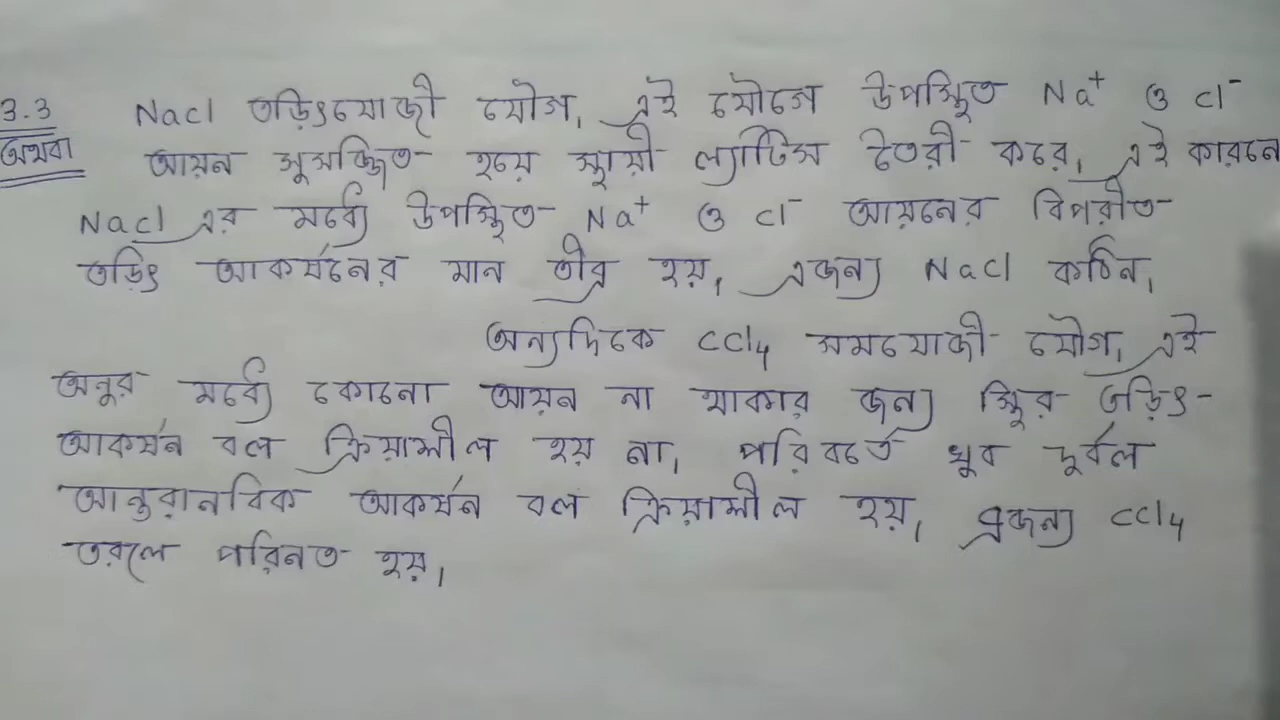 3.3 NaCl তড়িৎযোজী যৌগ, এই যৌগে উপস্থিত Na⁺ ও Cl⁻
অথবা আয়ন সুসজ্জিত হয়ে স্থায়ী ল্যাটিস তৈরী করে, এই কারনে
NaCl এর মধ্যে উপস্থিত Na⁺ ও Cl⁻ আয়নের বিপরীত
তড়িৎ আকর্ষনের মান তীব্র হয়, এজন্য NaCl কঠিন,
অন্যদিকে CCl₄ সমযোজী যৌগ, এই
অনুর মধ্যে কোনো আয়ন না থাকার জন্য স্থির তড়িৎ-
আকর্ষন বল ক্রিয়াশীল হয় না, পরিবর্তে খুব দুর্বল
আন্তরানবিক আকর্ষন বল ক্রিয়াশীল হয়, এজন্য CCl₄
তরলে পরিনত হয়,